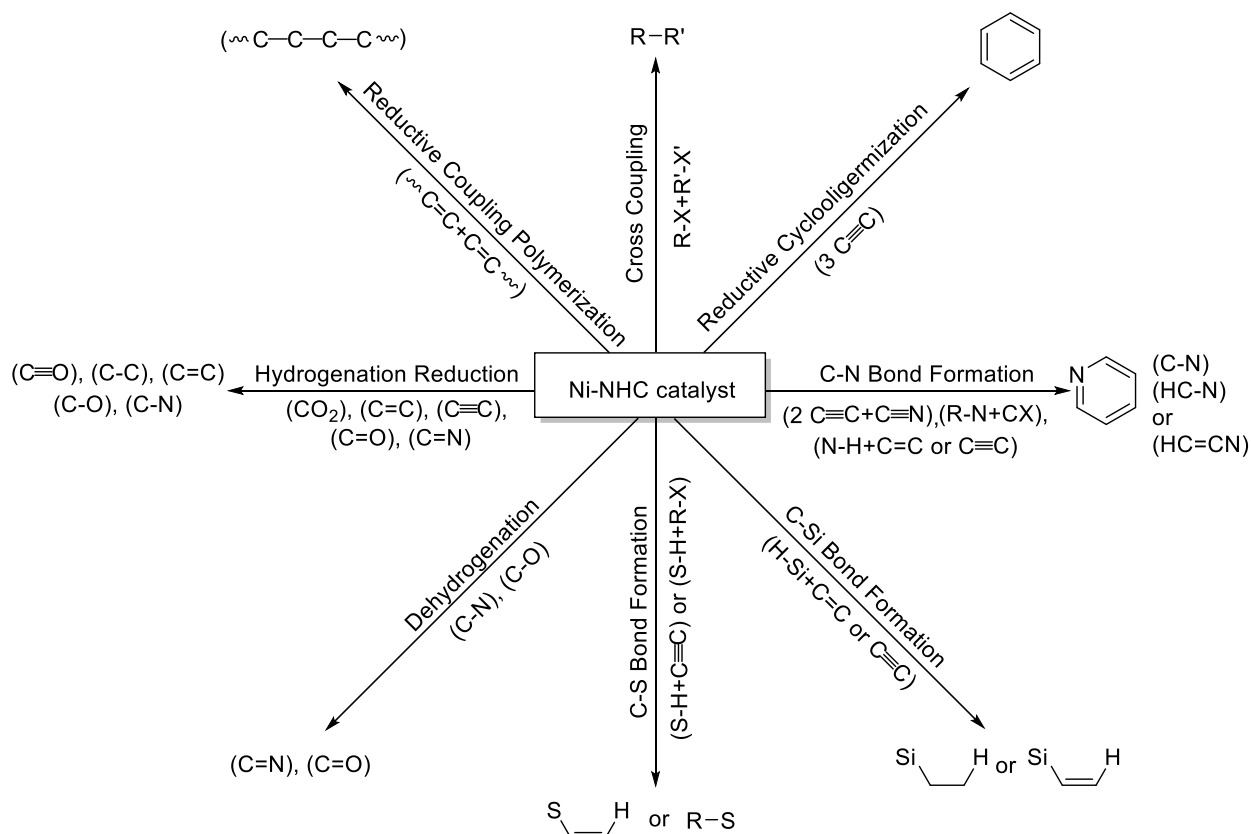 (~C–C–C–C~)
R–R'
Reductive Coupling Polymerization
(~C=C+C=C~)
Cross Coupling
R-X+R'-X'
Reductive Cyclooligermization
(3 C≡C)
Ni-NHC catalyst
Hydrogenation Reduction
(CO₂), (C=C), (C≡C),
(C=O), (C=N)
(C≡O), (C-C), (C=C)
(C-O), (C-N)
C-N Bond Formation
(2 C≡C+C≡N),(R-N+CX),
(N-H+C=C or C≡C)
N
(C-N)
(HC-N)
or
(HC=CN)
Dehydrogenation
(C-N), (C-O)
(C=N), (C=O)
C-S Bond Formation
(S-H+C≡C) or (S-H+R-X)
S H or R–S
C-Si Bond Formation
(H-Si+C=C or C≡C)
Si H or Si H